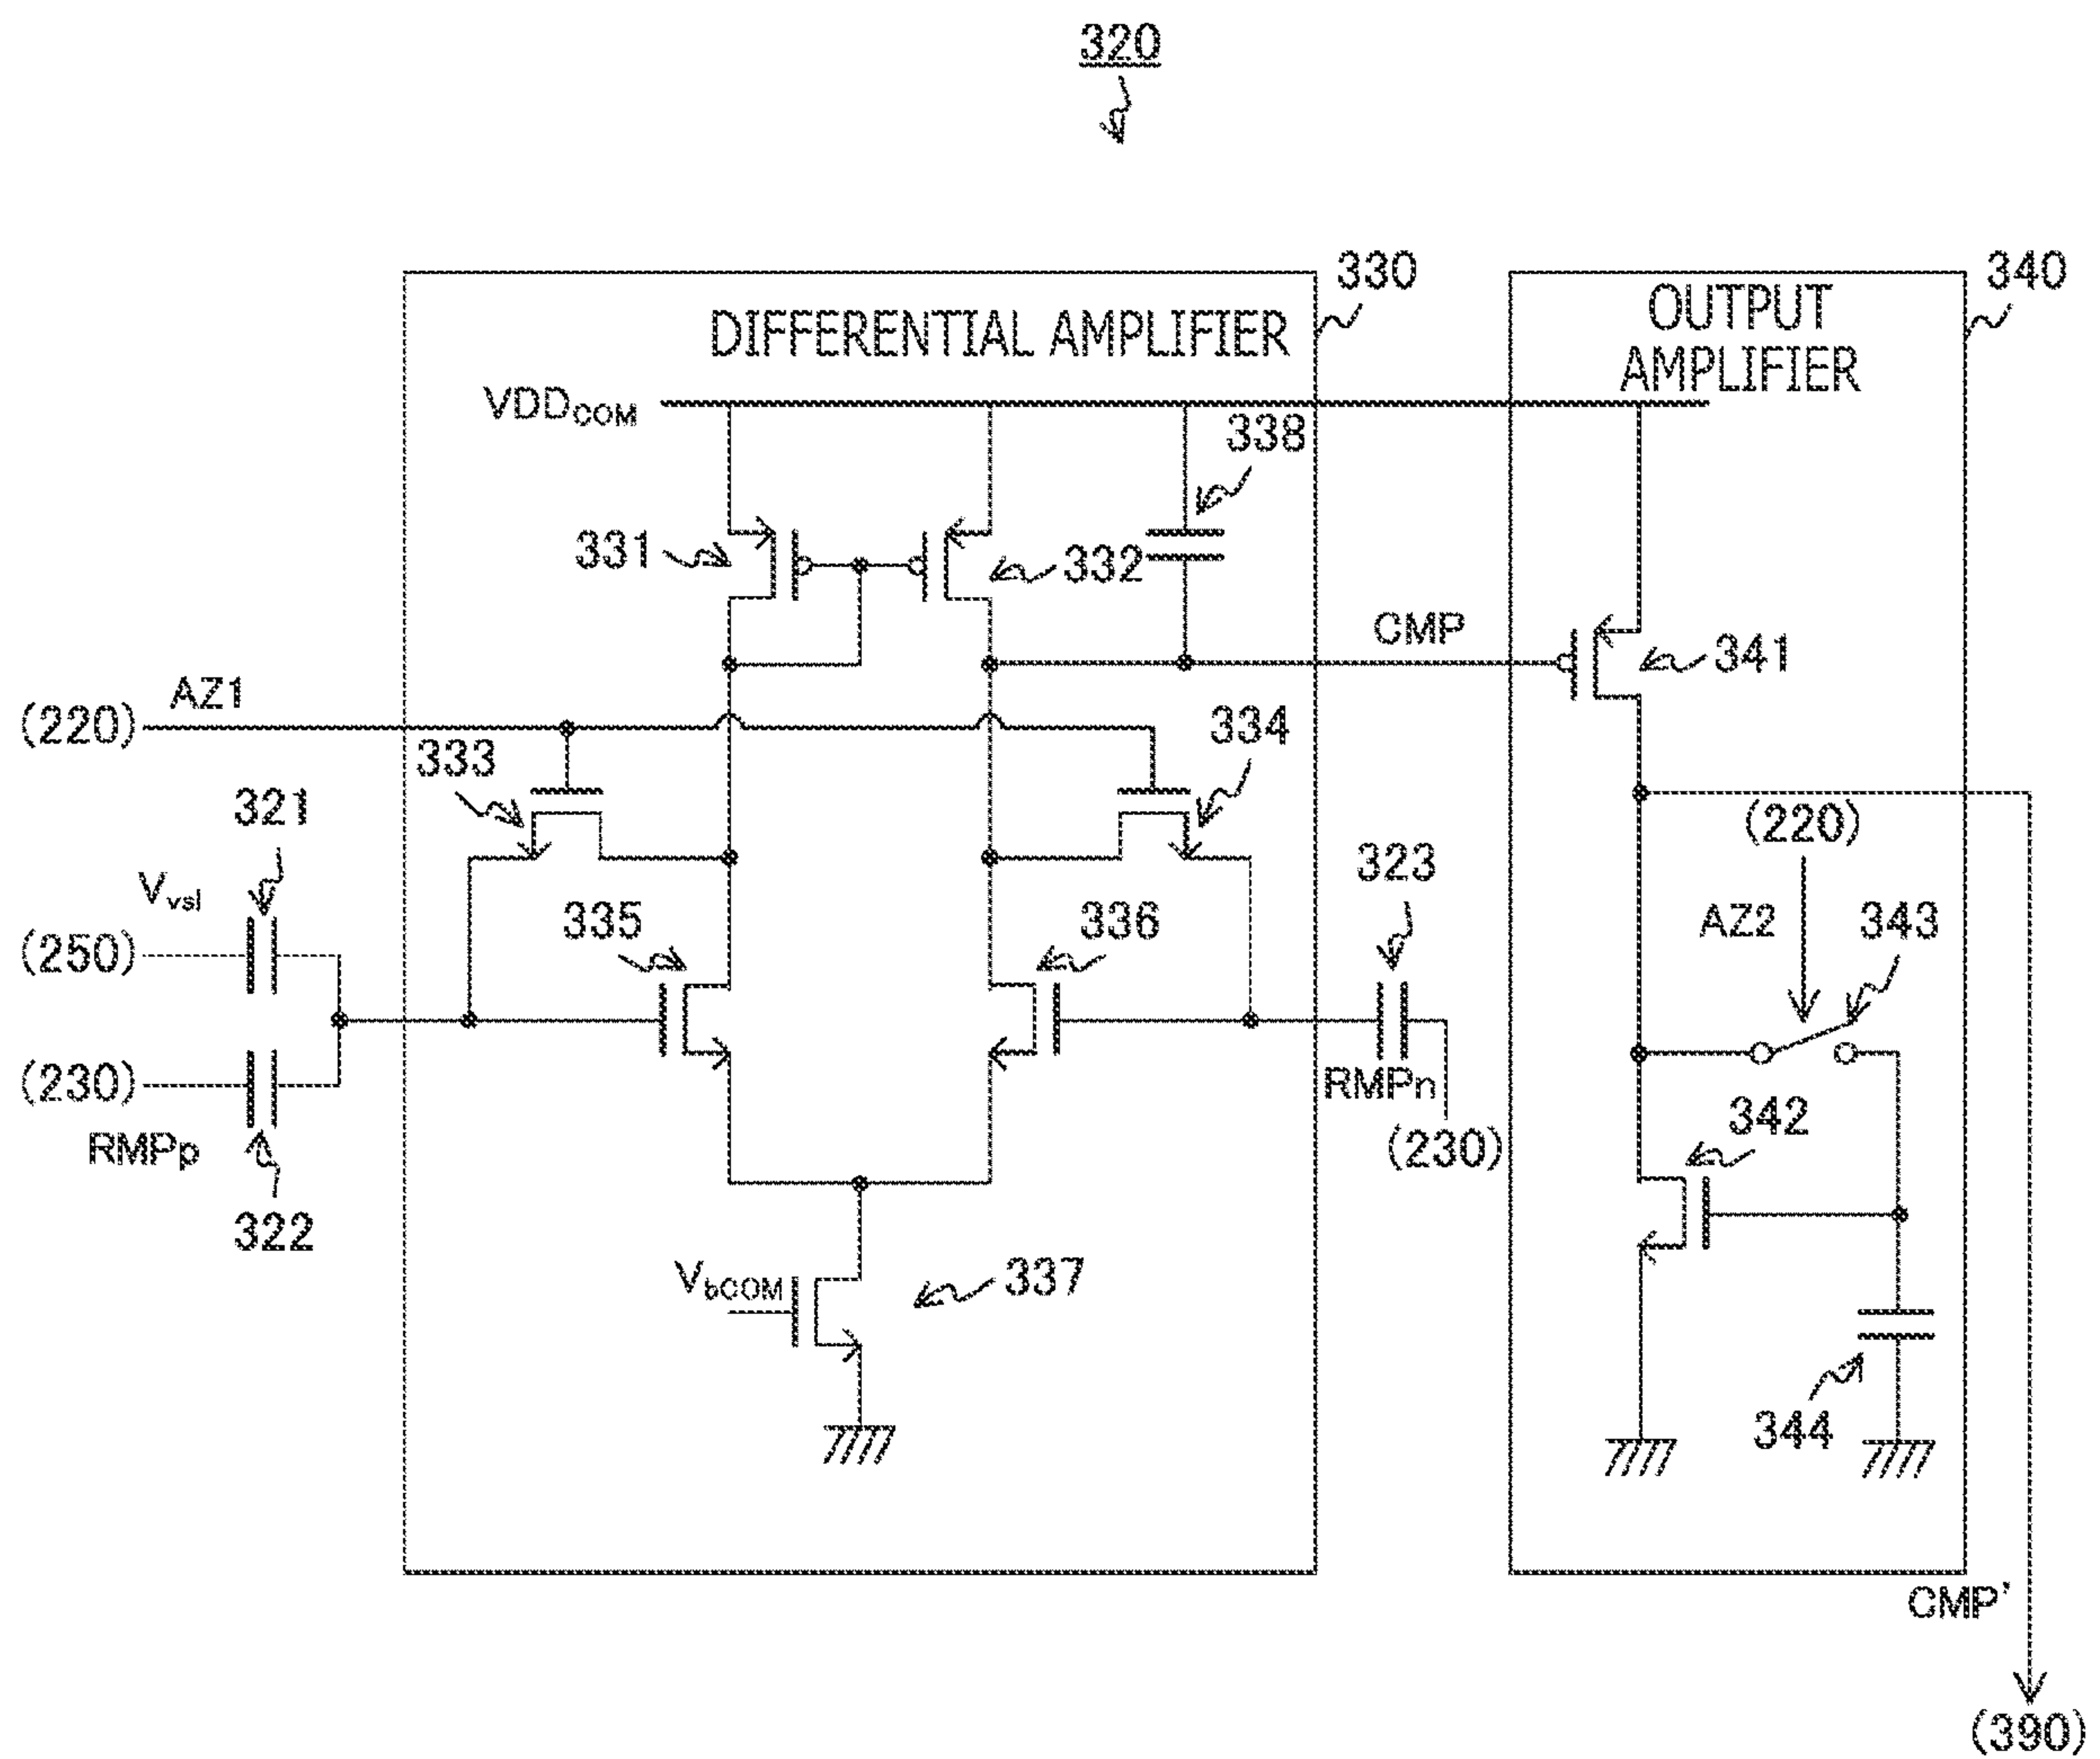 320
330
340
DIFFERENTIAL AMPLIFIER
OUTPUT
AMPLIFIER
VDDCOM
338
331
332
CMP
341
AZ1
(220)
333
334
321
(220)
Vvsl
335
336
323
AZ2
343
(250)
(230)
RMPn
342
RMPp
(230)
322
VbCOM
337
344
CMP'
(390)